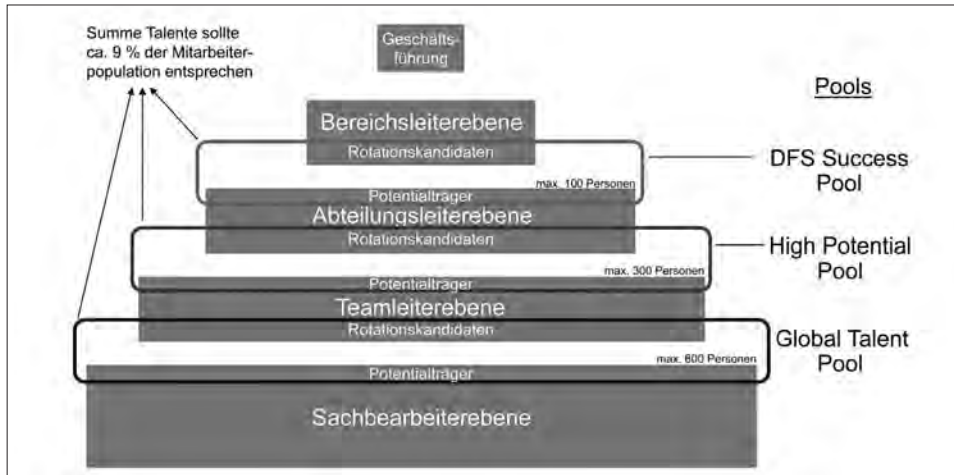 Summe Talente sollte
ca. 9 % der Mitarbeiter-
population entsprechen
Geschäfts-
führung
Pools
Bereichsleiterebene
Rotationskandidaten
DFS Success
Pool
max. 100 Personen
Potentialträger
Abteilungsleiterebene
Rotationskandidaten
High Potential
Pool
max. 300 Personen
Potentialträger
Teamleiterebene
Rotationskandidaten
Global Talent
Pool
max. 600 Personen
Potentialträger
Sachbearbeiterebene